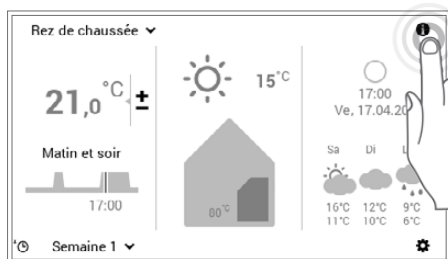 Rez de chaussée
21,0 °C ±
Matin et soir
17:00
Semaine 1
15°C
80°C
17:00
Ve, 17.04.20
Sa Di
16°C 12°C 9°C
11°C 10°C 6°C